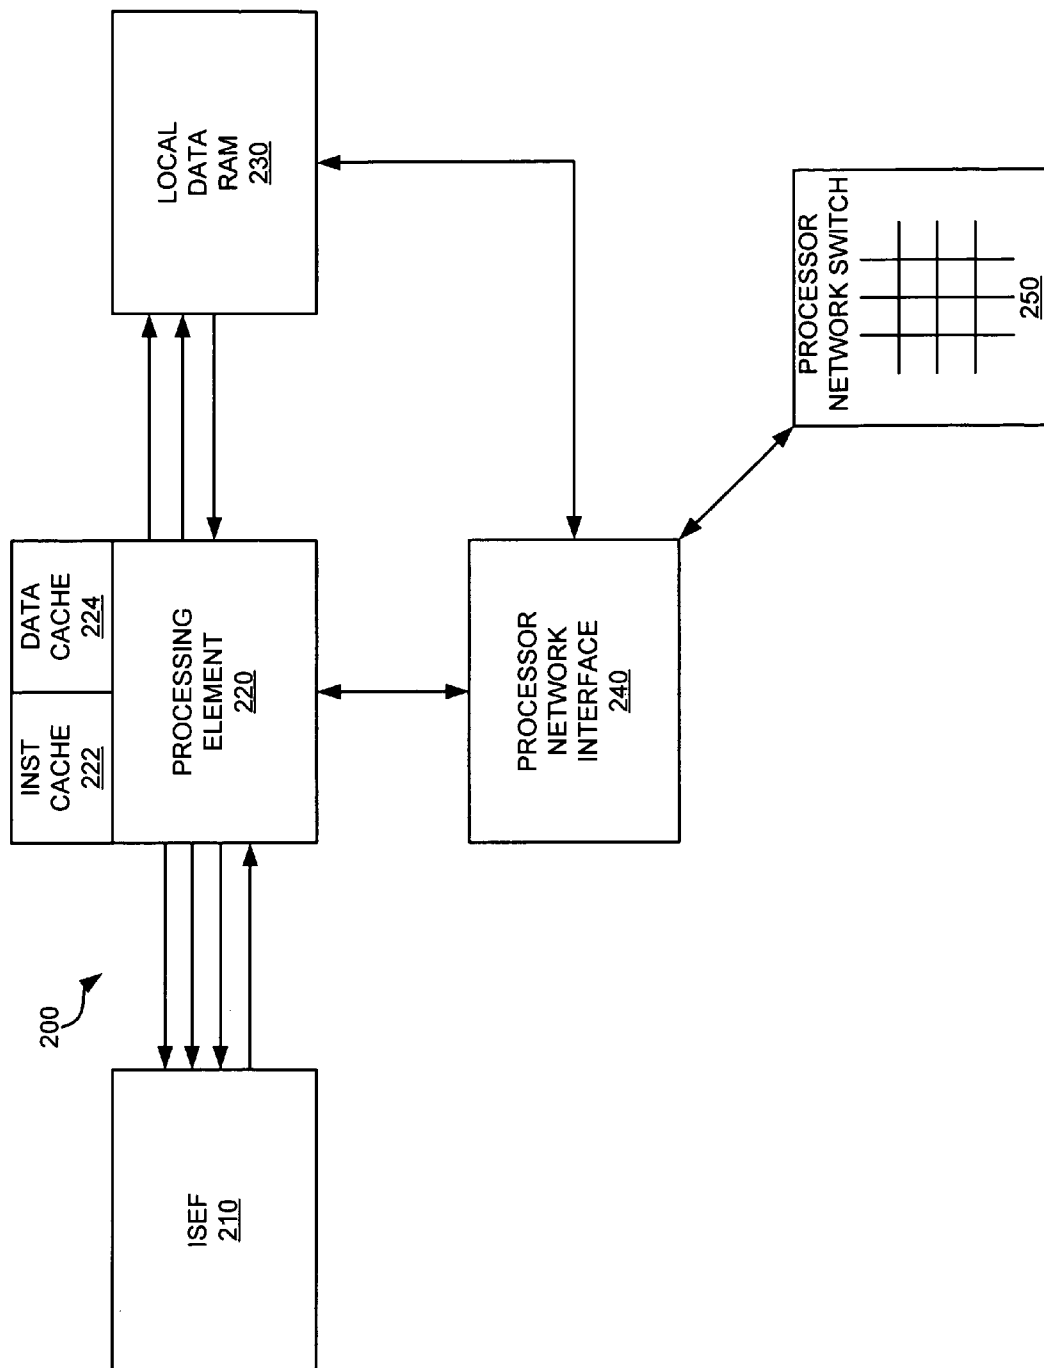 200
ISEF
210
INST
CACHE
222
DATA
CACHE
224
PROCESSING
ELEMENT
220
LOCAL
DATA
RAM
230
PROCESSOR
NETWORK
INTERFACE
240
PROCESSOR
NETWORK SWITCH
250